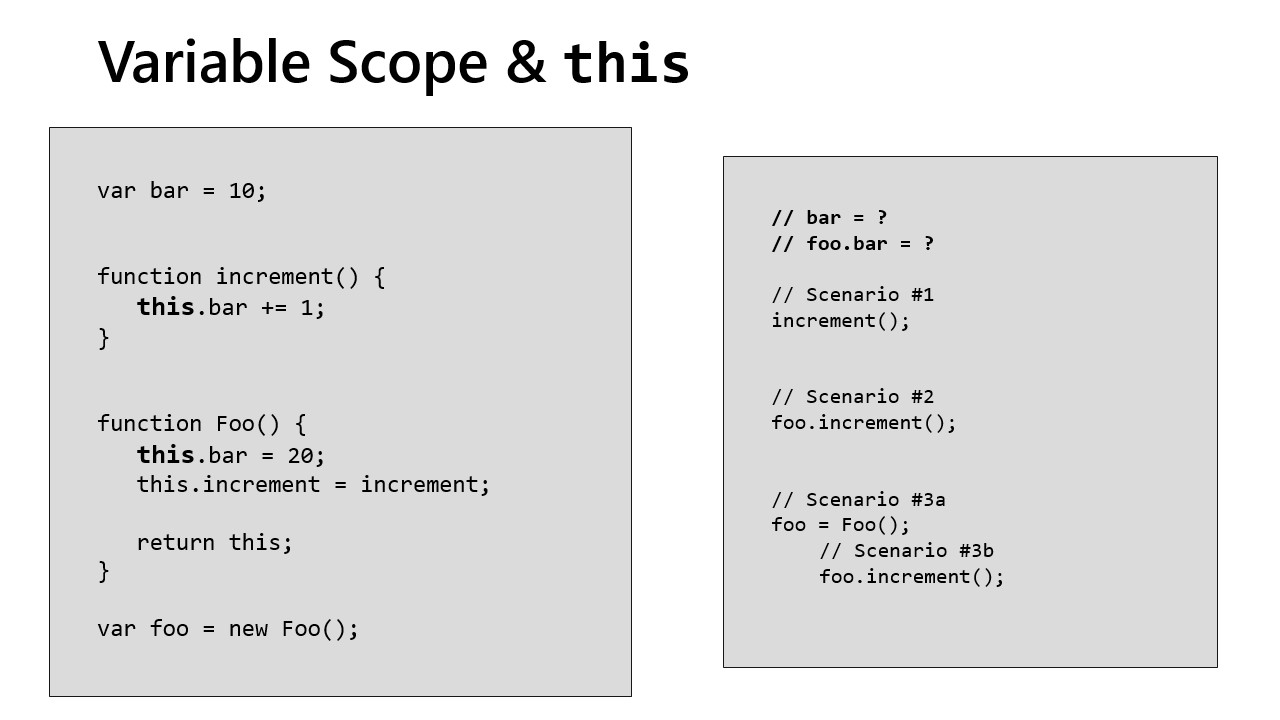 Variable Scope & this
var bar = 10;
function increment() {
this.bar += 1;
}
function Foo() {
this.bar = 20;
this.increment = increment;
return this;
}
var foo = new Foo();
// bar = ?
// foo.bar = ?
// Scenario #1
increment();
// Scenario #2
foo.increment();
// Scenario #3a
foo = Foo();
// Scenario #3b
foo.increment();